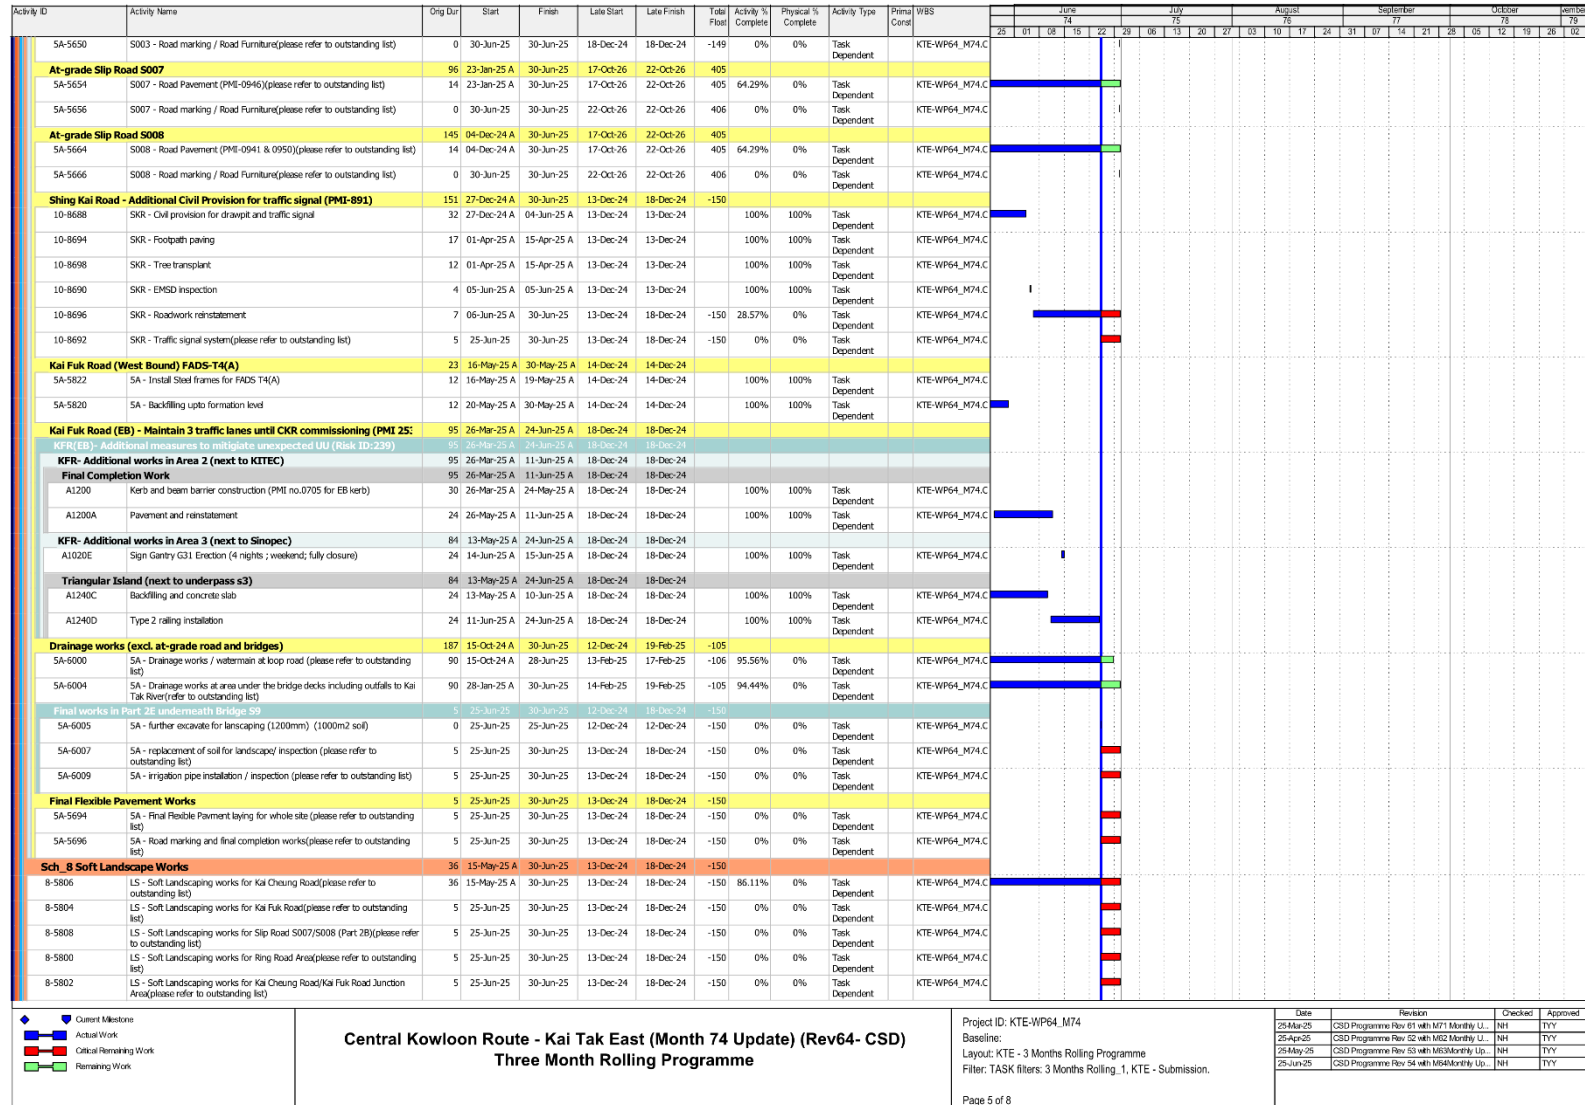 Activity ID Activity Name Orig Dur Start Finish Late Start Late Finish Total Float Activity % Complete Physical % Complete Activity Type Prima Const WBS
June July August September October vember
74 75 76 77 78 79
25 01 08 15 22 29 06 13 20 27 03 10 17 24 31 07 14 21 28 05 12 19 26 02
5A-5650 S003 - Road marking / Road Furniture(please refer to outstanding list) 0 30-Jun-25 30-Jun-25 18-Dec-24 18-Dec-24 -149 0% 0% Task Dependent KTE-WP64_M74.C
At-grade Slip Road S007 96 23-Jan-25 A 30-Jun-25 17-Oct-26 22-Oct-26 405
5A-5654 S007 - Road Pavement (PMI-0946)(please refer to outstanding list) 14 23-Jan-25 A 30-Jun-25 17-Oct-26 22-Oct-26 405 64.29% 0% Task Dependent KTE-WP64_M74.C
5A-5656 S007 - Road marking / Road Furniture(please refer to outstanding list) 0 30-Jun-25 30-Jun-25 22-Oct-26 22-Oct-26 406 0% 0% Task Dependent KTE-WP64_M74.C
At-grade Slip Road S008 145 04-Dec-24 A 30-Jun-25 17-Oct-26 22-Oct-26 405
5A-5664 S008 - Road Pavement (PMI-0941 & 0950)(please refer to outstanding list) 14 04-Dec-24 A 30-Jun-25 17-Oct-26 22-Oct-26 405 64.29% 0% Task Dependent KTE-WP64_M74.C
5A-5666 S008 - Road marking / Road Furniture(please refer to outstanding list) 0 30-Jun-25 30-Jun-25 22-Oct-26 22-Oct-26 406 0% 0% Task Dependent KTE-WP64_M74.C
Shing Kai Road - Additional Civil Provision for traffic signal (PMI-891) 151 27-Dec-24 A 30-Jun-25 13-Dec-24 18-Dec-24 -150
10-8688 SKR - Civil provision for drawpit and traffic signal 32 27-Dec-24 A 04-Jun-25 A 13-Dec-24 13-Dec-24 100% 100% Task Dependent KTE-WP64_M74.C
10-8694 SKR - Footpath paving 17 01-Apr-25 A 15-Apr-25 A 13-Dec-24 13-Dec-24 100% 100% Task Dependent KTE-WP64_M74.C
10-8698 SKR - Tree transplant 12 01-Apr-25 A 15-Apr-25 A 13-Dec-24 13-Dec-24 100% 100% Task Dependent KTE-WP64_M74.C
10-8690 SKR - EMSD inspection 4 05-Jun-25 A 05-Jun-25 A 13-Dec-24 13-Dec-24 100% 100% Task Dependent KTE-WP64_M74.C
10-8696 SKR - Roadwork reinstatement 7 06-Jun-25 A 30-Jun-25 13-Dec-24 18-Dec-24 -150 28.57% 0% Task Dependent KTE-WP64_M74.C
10-8692 SKR - Traffic signal system(please refer to outstanding list) 5 25-Jun-25 30-Jun-25 13-Dec-24 18-Dec-24 -150 0% 0% Task Dependent KTE-WP64_M74.C
Kai Fuk Road (West Bound) FADS-T4(A) 23 16-May-25 A 30-May-25 A 14-Dec-24 14-Dec-24
5A-5822 5A - Install Steel frames for FADS T4(A) 12 16-May-25 A 19-May-25 A 14-Dec-24 14-Dec-24 100% 100% Task Dependent KTE-WP64_M74.C
5A-5820 5A - Backfilling upto formation level 12 20-May-25 A 30-May-25 A 14-Dec-24 14-Dec-24 100% 100% Task Dependent KTE-WP64_M74.C
Kai Fuk Road (EB) - Maintain 3 traffic lanes until CKR commissioning (PMI 253 95 26-Mar-25 A 24-Jun-25 A 18-Dec-24 18-Dec-24
KFR(EB)- Additional measures to mitigiate unexpected UU (Risk ID:239) 95 26-Mar-25 A 24-Jun-25 A 18-Dec-24 18-Dec-24
KFR- Additional works in Area 2 (next to KITEC) 95 26-Mar-25 A 11-Jun-25 A 18-Dec-24 18-Dec-24
Final Completion Work 95 26-Mar-25 A 11-Jun-25 A 18-Dec-24 18-Dec-24
A1200 Kerb and beam barrier construction (PMI no.0705 for EB kerb) 30 26-Mar-25 A 24-May-25 A 18-Dec-24 18-Dec-24 100% 100% Task Dependent KTE-WP64_M74.C
A1200A Pavement and reinstatement 24 26-May-25 A 11-Jun-25 A 18-Dec-24 18-Dec-24 100% 100% Task Dependent KTE-WP64_M74.C
KFR- Additional works in Area 3 (next to Sinopec) 84 13-May-25 A 24-Jun-25 A 18-Dec-24 18-Dec-24
A1020E Sign Gantry G31 Erection (4 nights ; weekend; fully closure) 24 14-Jun-25 A 15-Jun-25 A 18-Dec-24 18-Dec-24 100% 100% Task Dependent KTE-WP64_M74.C
Triangular Island (next to underpass s3) 84 13-May-25 A 24-Jun-25 A 18-Dec-24 18-Dec-24
A1240C Backfilling and concrete slab 24 13-May-25 A 10-Jun-25 A 18-Dec-24 18-Dec-24 100% 100% Task Dependent KTE-WP64_M74.C
A1240D Type 2 railing installation 24 11-Jun-25 A 24-Jun-25 A 18-Dec-24 18-Dec-24 100% 100% Task Dependent KTE-WP64_M74.C
Drainage works (excl. at-grade road and bridges) 187 15-Oct-24 A 30-Jun-25 12-Dec-24 19-Feb-25 -105
5A-6000 5A - Drainage works / watermain at loop road (please refer to outstanding list) 90 15-Oct-24 A 28-Jun-25 13-Feb-25 17-Feb-25 -106 95.56% 0% Task Dependent KTE-WP64_M74.C
5A-6004 5A - Drainage works at area under the bridge decks including outfalls to Kai Tak River(refer to outstanding list) 90 28-Jan-25 A 30-Jun-25 14-Feb-25 19-Feb-25 -105 94.44% 0% Task Dependent KTE-WP64_M74.C
Final works in Part 2E underneath Bridge S9 5 25-Jun-25 30-Jun-25 12-Dec-24 18-Dec-24 -150
5A-6005 5A - further excavate for lanscaping (1200mm) (1000m2 soil) 0 25-Jun-25 25-Jun-25 12-Dec-24 12-Dec-24 -150 0% 0% Task Dependent KTE-WP64_M74.C
5A-6007 5A - replacement of soil for landscape/ inspection (please refer to outstanding list) 5 25-Jun-25 30-Jun-25 13-Dec-24 18-Dec-24 -150 0% 0% Task Dependent KTE-WP64_M74.C
5A-6009 5A - irrigation pipe installation / inspection (please refer to outstanding list) 5 25-Jun-25 30-Jun-25 13-Dec-24 18-Dec-24 -150 0% 0% Task Dependent KTE-WP64_M74.C
Final Flexible Pavement Works 5 25-Jun-25 30-Jun-25 13-Dec-24 18-Dec-24 -150
5A-5694 5A - Final Flexible Pavment laying for whole site (please refer to outstanding list) 5 25-Jun-25 30-Jun-25 13-Dec-24 18-Dec-24 -150 0% 0% Task Dependent KTE-WP64_M74.C
5A-5696 5A - Road marking and final completion works(please refer to outstanding list) 5 25-Jun-25 30-Jun-25 13-Dec-24 18-Dec-24 -150 0% 0% Task Dependent KTE-WP64_M74.C
Sch_8 Soft Landscape Works 36 15-May-25 A 30-Jun-25 13-Dec-24 18-Dec-24 -150
8-5806 LS - Soft Landscaping works for Kai Cheung Road(please refer to outstanding list) 36 15-May-25 A 30-Jun-25 13-Dec-24 18-Dec-24 -150 86.11% 0% Task Dependent KTE-WP64_M74.C
8-5804 LS - Soft Landscaping works for Kai Fuk Road(please refer to outstanding list) 5 25-Jun-25 30-Jun-25 13-Dec-24 18-Dec-24 -150 0% 0% Task Dependent KTE-WP64_M74.C
8-5808 LS - Soft Landscaping works for Slip Road S007/S008 (Part 2B)(please refer to outstanding list) 5 25-Jun-25 30-Jun-25 13-Dec-24 18-Dec-24 -150 0% 0% Task Dependent KTE-WP64_M74.C
8-5800 LS - Soft Landscaping works for Ring Road Area(please refer to outstanding list) 5 25-Jun-25 30-Jun-25 13-Dec-24 18-Dec-24 -150 0% 0% Task Dependent KTE-WP64_M74.C
8-5802 LS - Soft Landscaping works for Kai Cheung Road/Kai Fuk Road Junction Area(please refer to outstanding list) 5 25-Jun-25 30-Jun-25 13-Dec-24 18-Dec-24 -150 0% 0% Task Dependent KTE-WP64_M74.C
Current Milestone
Actual Work
Critical Remaining Work
Remaining Work
Central Kowloon Route - Kai Tak East (Month 74 Update) (Rev64- CSD)
Three Month Rolling Programme
Project ID: KTE-WP64_M74
Baseline:
Layout: KTE - 3 Months Rolling Programme
Filter: TASK filters: 3 Months Rolling_1, KTE - Submission.
Page 5 of 8
Date Revision Checked Approved
25-Mar-25 CSD Programme Rev 61 with M71 Monthly U... NH TYY
25-Apr-25 CSD Programme Rev 52 with M62 Monthly U... NH TYY
25-May-25 CSD Programme Rev 53 with M63Monthly Up... NH TYY
25-Jun-25 CSD Programme Rev 54 with M64Monthly Up... NH TYY